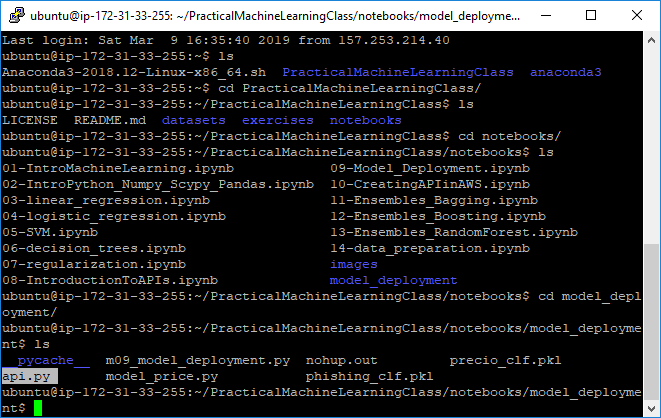 ubuntu@ip-172-31-33-255: ~/PracticalMachineLearningClass/notebooks/model_deployme...
Last login: Sat Mar  9 16:35:40 2019 from 157.253.214.40
ubuntu@ip-172-31-33-255:~$ ls
Anaconda3-2018.12-Linux-x86_64.sh  PracticalMachineLearningClass  anaconda3
ubuntu@ip-172-31-33-255:~$ cd PracticalMachineLearningClass/
ubuntu@ip-172-31-33-255:~/PracticalMachineLearningClass$ ls
LICENSE  README.md  datasets  exercises  notebooks
ubuntu@ip-172-31-33-255:~/PracticalMachineLearningClass$ cd notebooks/
ubuntu@ip-172-31-33-255:~/PracticalMachineLearningClass/notebooks$ ls
01-IntroMachineLearning.ipynb             09-Model_Deployment.ipynb
02-IntroPython_Numpy_Scypy_Pandas.ipynb  10-CreatingAPIinAWS.ipynb
03-linear_regression.ipynb                11-Ensembles_Bagging.ipynb
04-logistic_regression.ipynb              12-Ensembles_Boosting.ipynb
05-SVM.ipynb                              13-Ensembles_RandomForest.ipynb
06-decision_trees.ipynb                   14-data_preparation.ipynb
07-regularization.ipynb                   images
08-IntroductionToAPIs.ipynb               model_deployment
ubuntu@ip-172-31-33-255:~/PracticalMachineLearningClass/notebooks$ cd model_depl
oyment/
ubuntu@ip-172-31-33-255:~/PracticalMachineLearningClass/notebooks/model_deployme
nt$ ls
__pycache__  m09_model_deployment.py  nohup.out         precio_clf.pkl
api.py       model_price.py           phishing_clf.pkl
ubuntu@ip-172-31-33-255:~/PracticalMachineLearningClass/notebooks/model_deployme
nt$